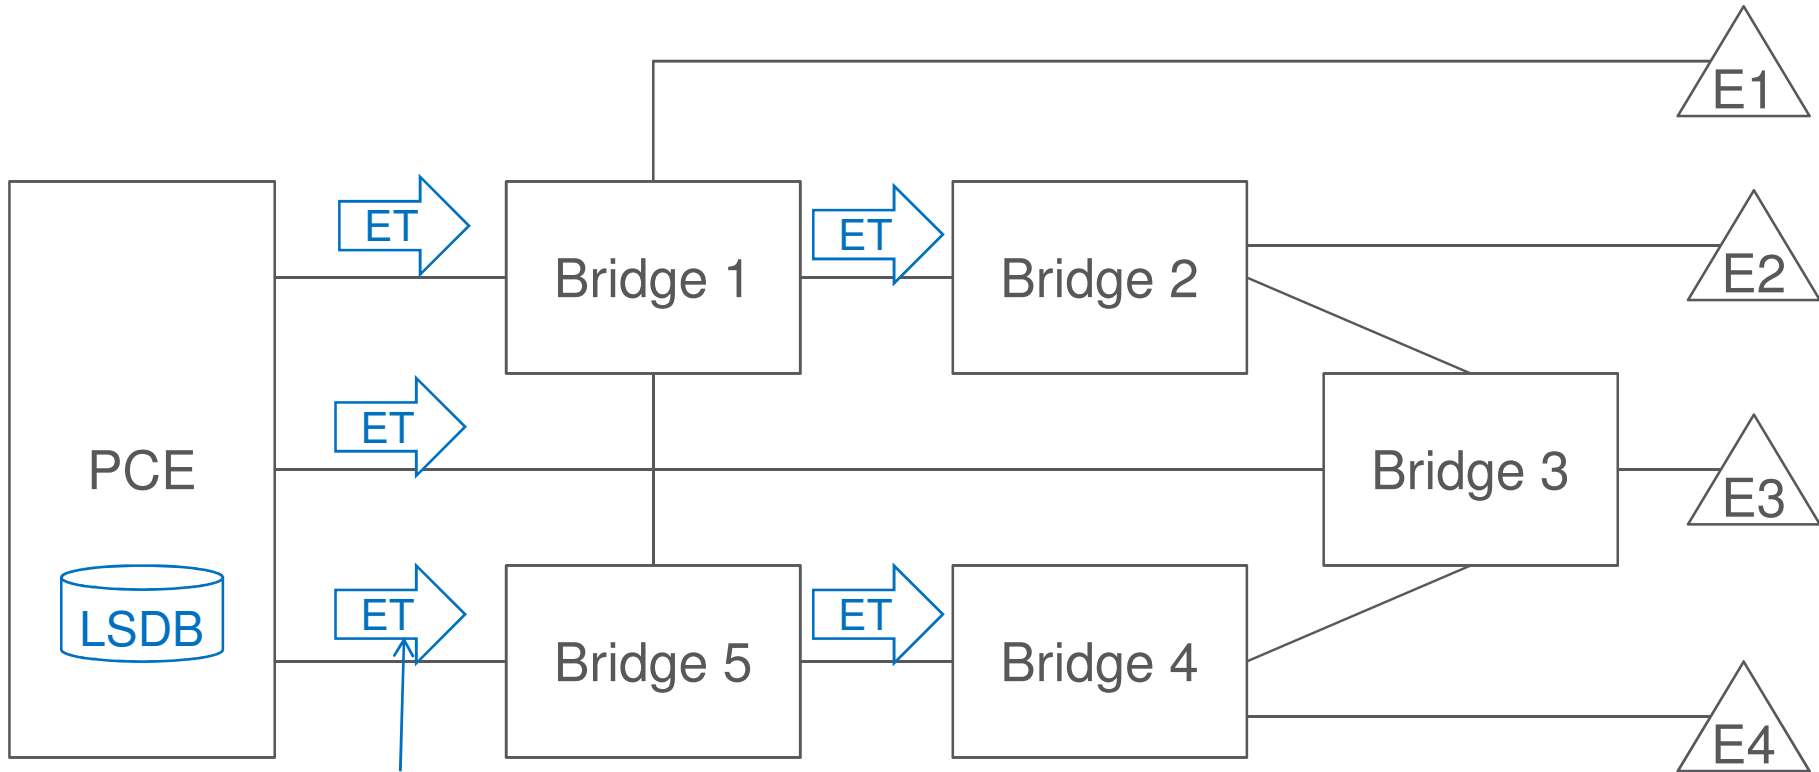 E1
ET
ET
Bridge 1
Bridge 2
E2
ET
PCE
Bridge 3
E3
LSDB
ET
ET
Bridge 5
Bridge 4
E4